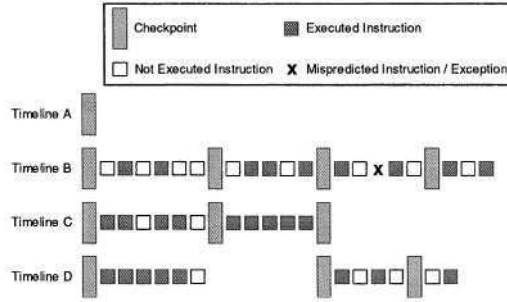 Checkpoint
Executed Instruction
Not Executed Instruction
x Mispredicted Instruction / Exception
Timeline A
Timeline B
x
Timeline C
Timeline D